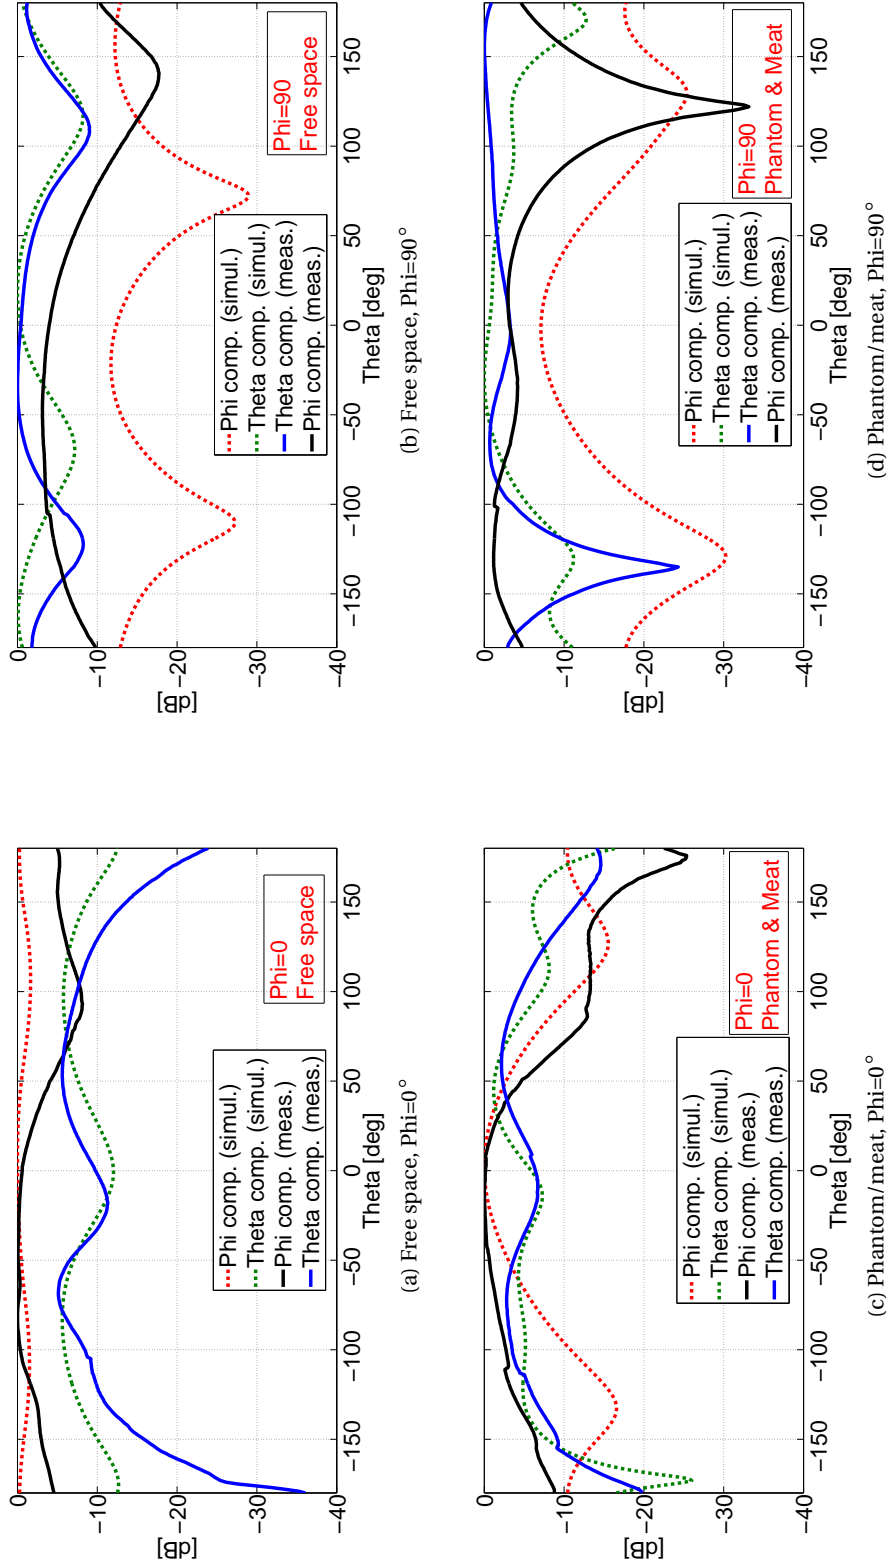 0
−10
−20
−30
−40
[dB]
−150
−100
−50
0
50
100
150
Theta [deg]
Phi comp. (simul.)
Theta comp. (simul.)
Phi comp. (meas.)
Theta comp. (meas.)
Phi=0
Free space
(a) Free space, Phi=0°
0
−10
−20
−30
−40
[dB]
−150
−100
−50
0
50
100
150
Theta [deg]
Phi comp. (simul.)
Theta comp. (simul.)
Theta comp. (meas.)
Phi comp. (meas.)
Phi=90
Free space
(b) Free space, Phi=90°
0
−10
−20
−30
−40
[dB]
−150
−100
−50
0
50
100
150
Theta [deg]
Phi comp. (simul.)
Theta comp. (simul.)
Phi comp. (meas.)
Theta comp. (meas.)
Phi=0
Phantom & Meat
(c) Phantom/meat, Phi=0°
0
−10
−20
−30
−40
[dB]
−150
−100
−50
0
50
100
150
Theta [deg]
Phi comp. (simul.)
Theta comp. (simul.)
Theta comp. (meas.)
Phi comp. (meas.)
Phi=90
Phantom & Meat
(d) Phantom/meat, Phi=90°